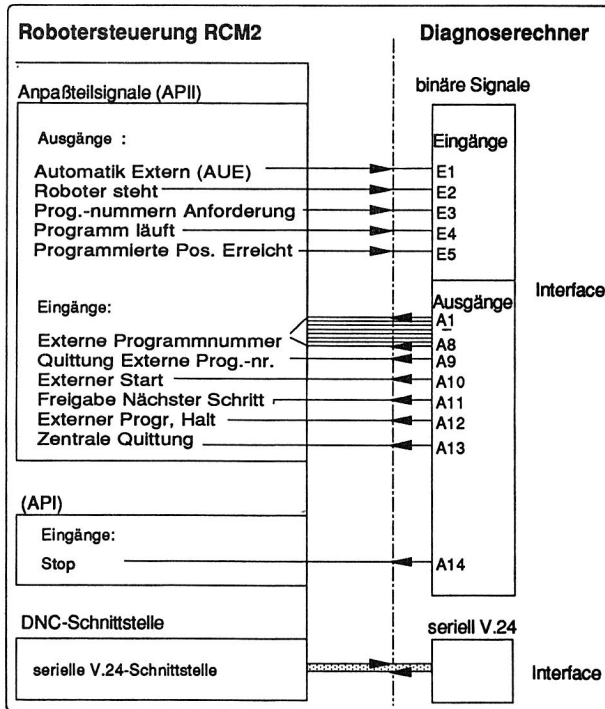 Robotersteuerung RCM2
Diagnoserechner
Anpaßteilsignale (APII)
binäre Signale
Ausgänge :
Eingänge
Automatik Extern (AUE)
E1
Roboter steht
E2
Prog.-nummern Anforderung
E3
Programm läuft
E4
Programmierte Pos. Erreicht
E5
Interface
Eingänge:
Ausgänge
A1
Externe Programmnummer
A8
Quittung Externe Prog.-nr.
A9
Externer Start
A10
Freigabe Nächster Schritt
A11
Externer Progr, Halt
A12
Zentrale Quittung
A13
(API)
Eingänge:
Stop
A14
DNC-Schnittstelle
seriell V.24
serielle V.24-Schnittstelle
Interface